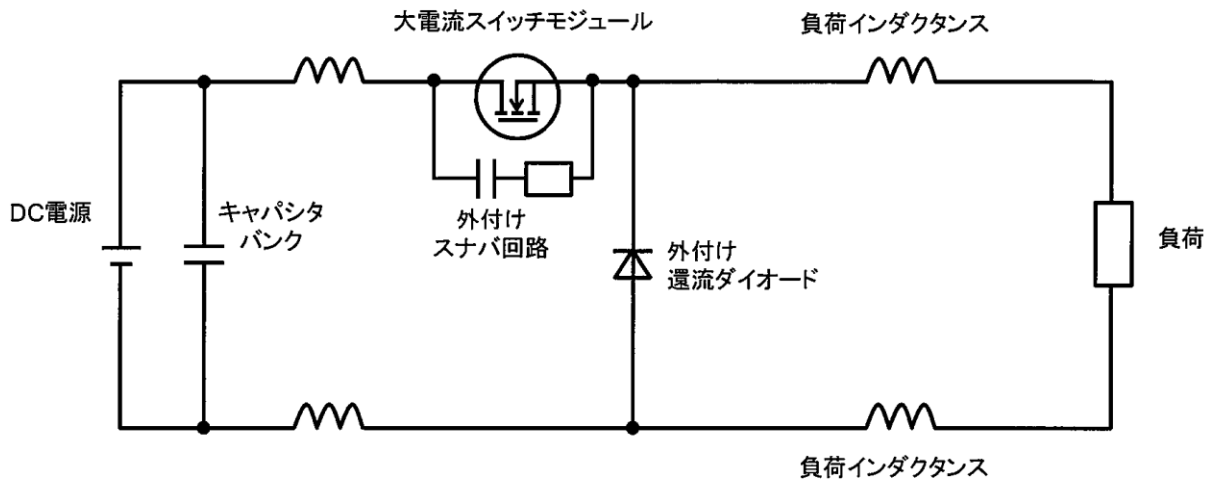 大電流スイッチモジュール
負荷インダクタンス
DC電源
キャパシタ
バンク
外付け
スナバ回路
外付け
還流ダイオード
負荷
負荷インダクタンス